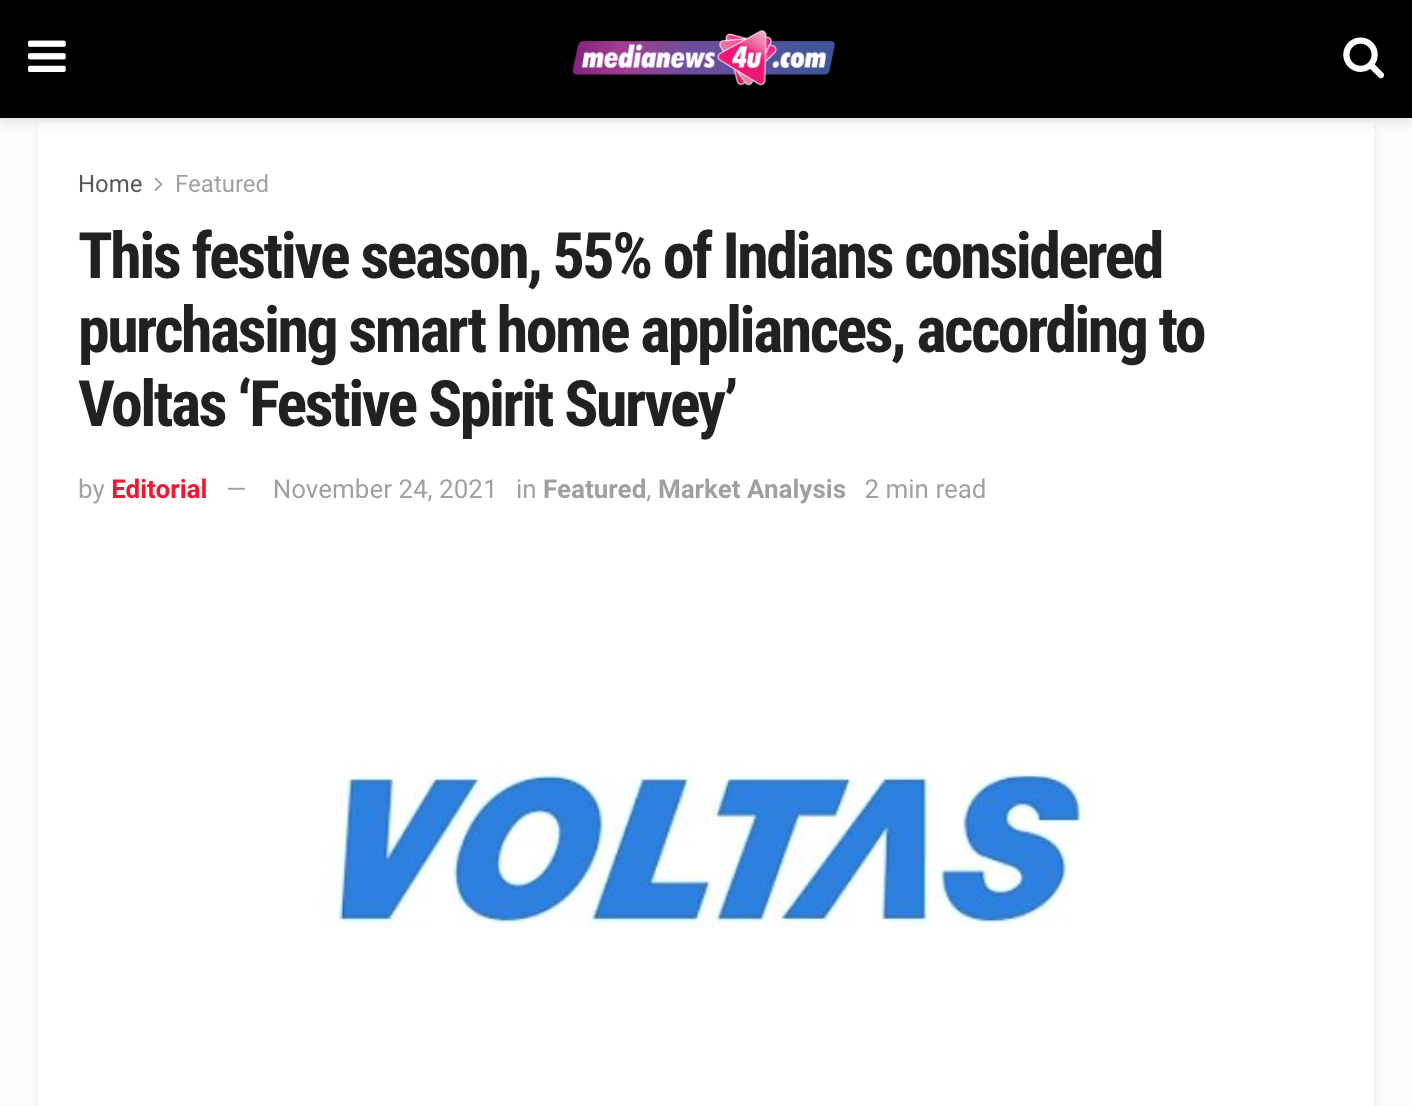 medianews4u.com
Home > Featured
This festive season, 55% of Indians considered
purchasing smart home appliances, according to
Voltas ‘Festive Spirit Survey’
by Editorial — November 24, 2021 in Featured, Market Analysis 2 min read
VOLTAS